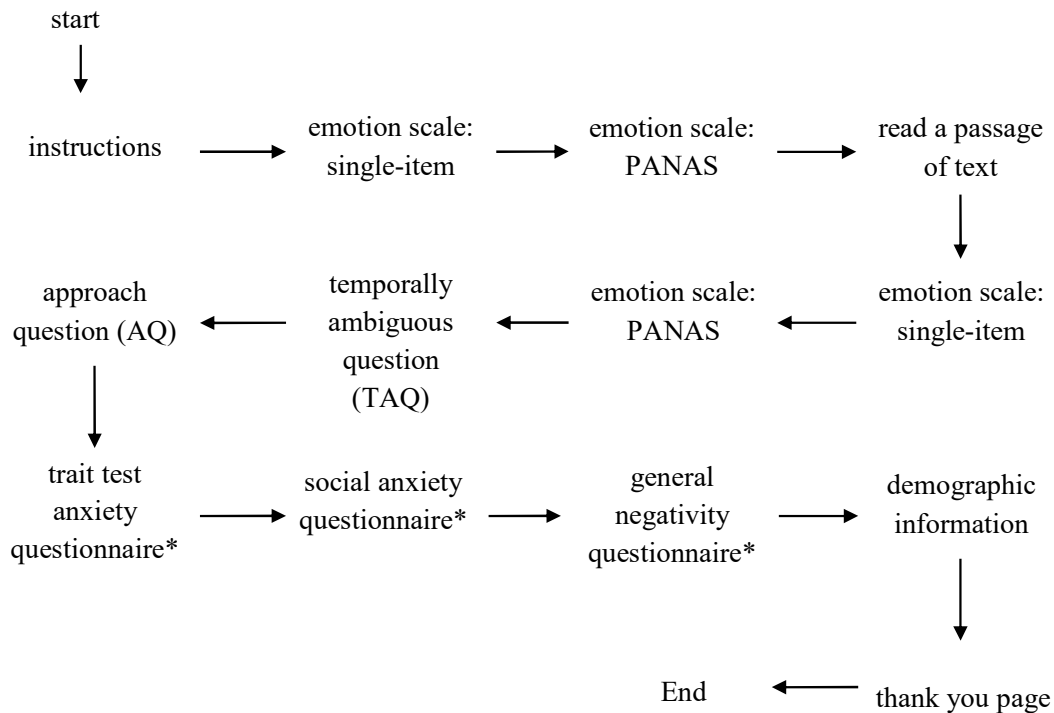 start
instructions
emotion scale:
single-item
emotion scale:
PANAS
read a passage
of text
emotion scale:
single-item
emotion scale:
PANAS
temporally
ambiguous
question
(TAQ)
approach
question (AQ)
trait test
anxiety
questionnaire*
social anxiety
questionnaire*
general
negativity
questionnaire*
demographic
information
thank you page
End